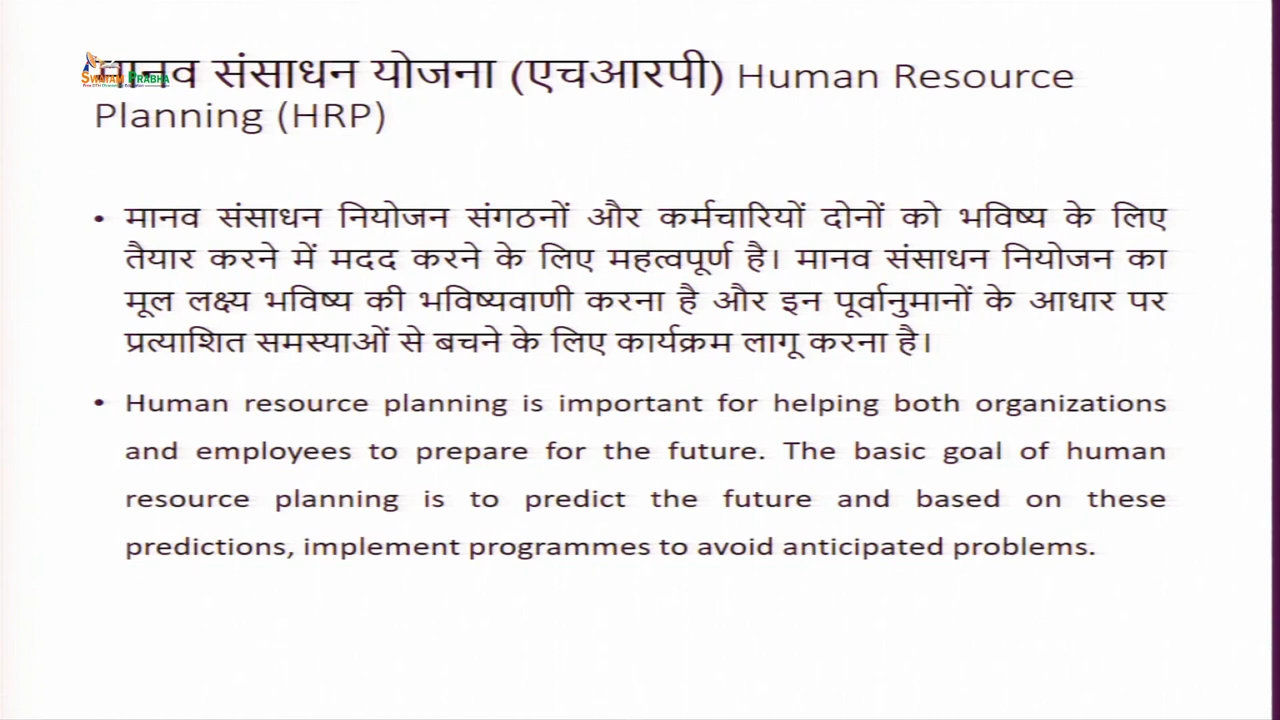 SWAYAM PRABHA
मानव संसाधन योजना (एचआरपी) Human Resource
Planning (HRP)
• मानव संसाधन नियोजन संगठनों और कर्मचारियों दोनों को भविष्य के लिए
तैयार करने में मदद करने के लिए महत्वपूर्ण है। मानव संसाधन नियोजन का
मूल लक्ष्य भविष्य की भविष्यवाणी करना है और इन पूर्वानुमानों के आधार पर
प्रत्याशित समस्याओं से बचने के लिए कार्यक्रम लागू करना है।
• Human resource planning is important for helping both organizations
and employees to prepare for the future. The basic goal of human
resource planning is to predict the future and based on these
predictions, implement programmes to avoid anticipated problems.